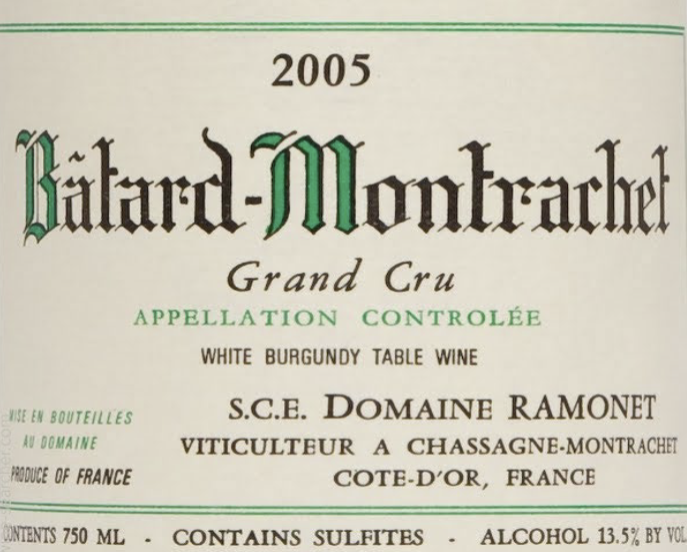 2005
Bâtard-Montrachet
Grand Cru
APPELLATION CONTROLÉE
WHITE BURGUNDY TABLE WINE
S.C.E. DOMAINE RAMONET
MISE EN BOUTEILLES
AU DOMAINE
VITICULTEUR A CHASSAGNE-MONTRACHET
PRODUCE OF FRANCE
COTE-D'OR, FRANCE
CONTENTS 750 ML - CONTAINS SULFITES - ALCOHOL 13.5% BY VOL